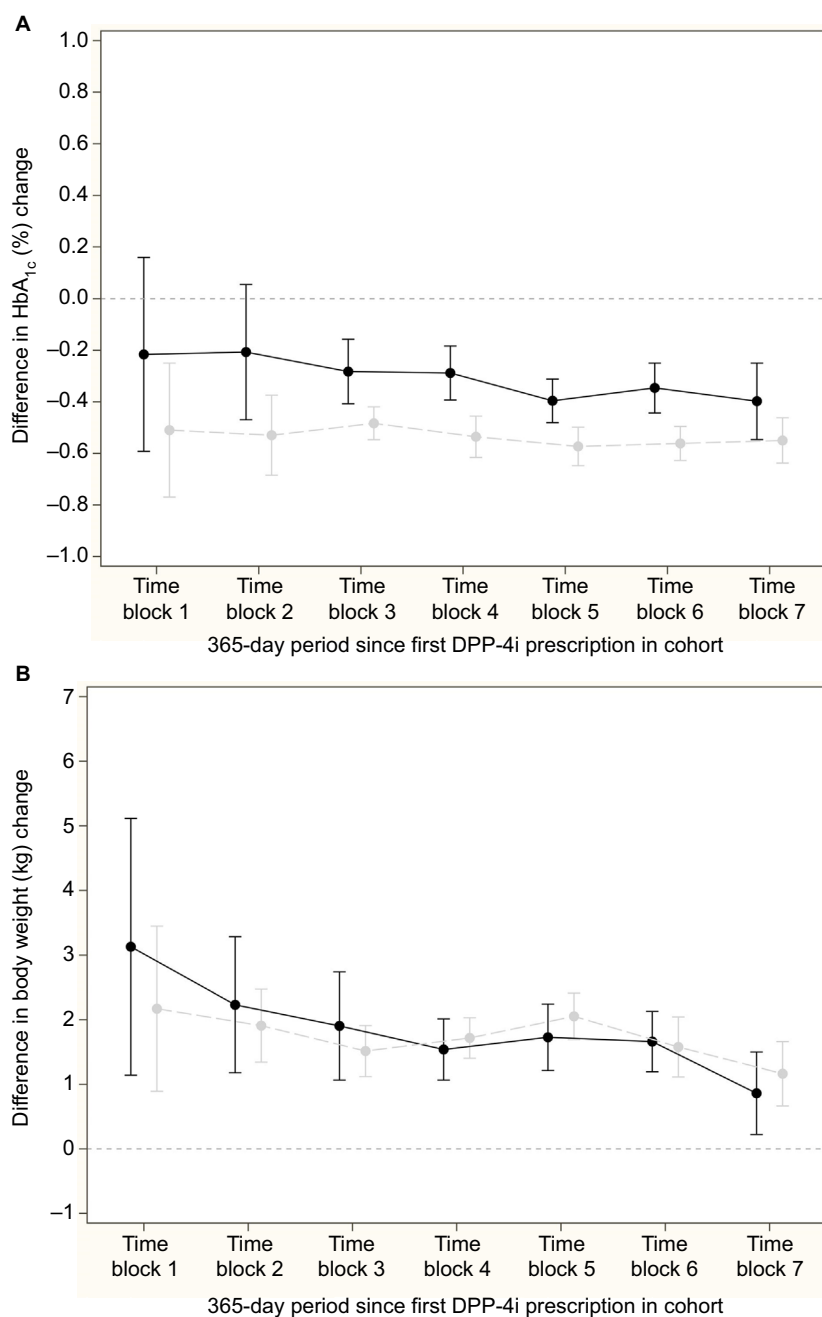 A
1.0
0.8
0.6
0.4
0.2
0.0
–0.2
–0.4
–0.6
–0.8
–1.0
Difference in HbA1c (%) change
Time block 1
Time block 2
Time block 3
Time block 4
Time block 5
Time block 6
Time block 7
365-day period since first DPP-4i prescription in cohort
B
7
6
5
4
3
2
1
0
–1
Difference in body weight (kg) change
Time block 1
Time block 2
Time block 3
Time block 4
Time block 5
Time block 6
Time block 7
365-day period since first DPP-4i prescription in cohort